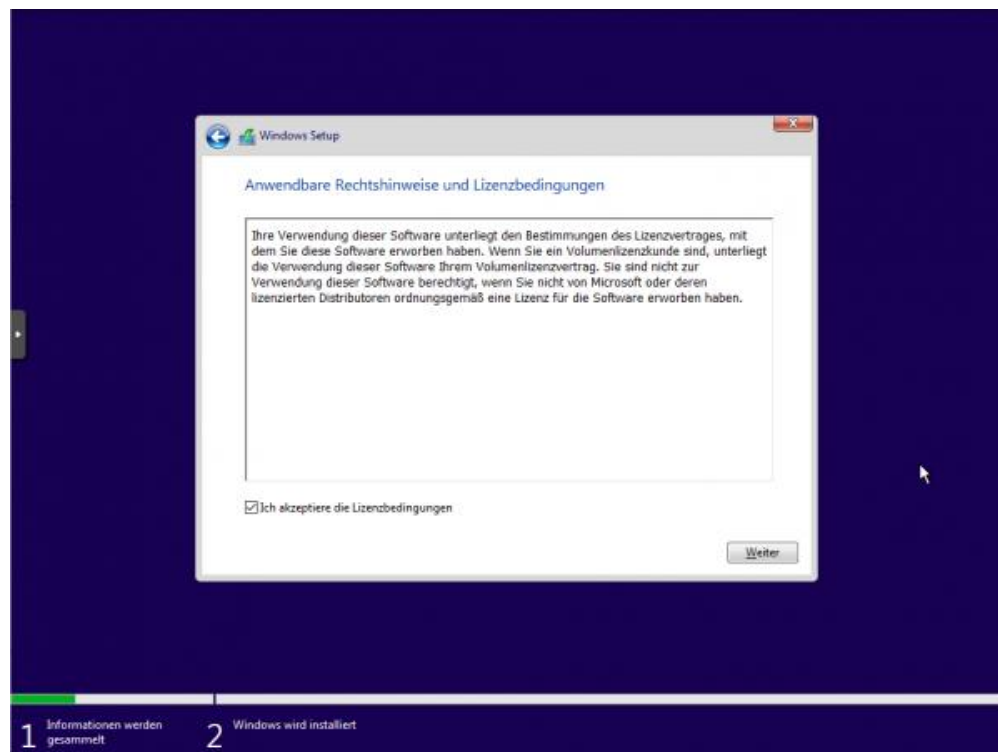 Windows Setup
Anwendbare Rechtshinweise und Lizenzbedingungen
Ihre Verwendung dieser Software unterliegt den Bestimmungen des Lizenzvertrages, mit
dem Sie diese Software erworben haben. Wenn Sie ein Volumenlizenzkunde sind, unterliegt
die Verwendung dieser Software Ihrem Volumenlizenzvertrag. Sie sind nicht zur
Verwendung dieser Software berechtigt, wenn Sie nicht von Microsoft oder deren
lizenzierten Distributoren ordnungsgemäß eine Lizenz für die Software erworben haben.
Ich akzeptiere die Lizenzbedingungen
Weiter
1 Informationen werden
gesammelt
2 Windows wird installiert